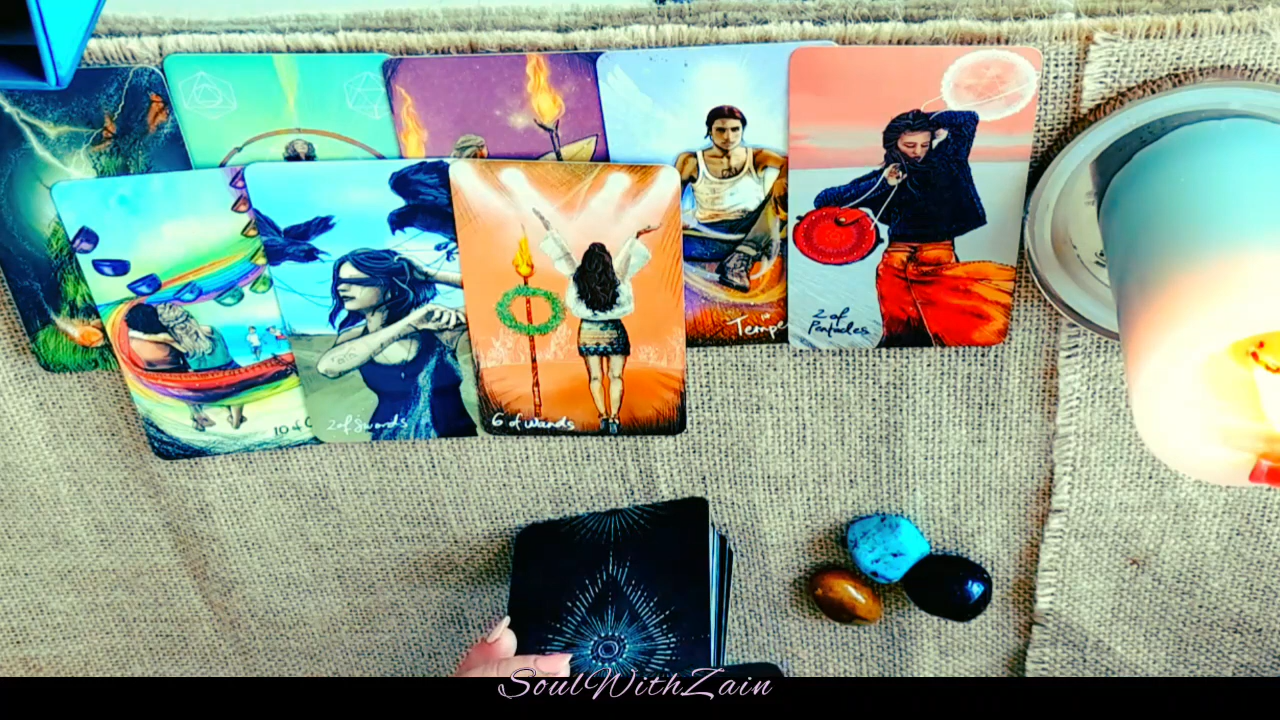 Tempe
2 of
Pentacles
10 of C
2 of Swords
6 of Wands
SoulWithZain